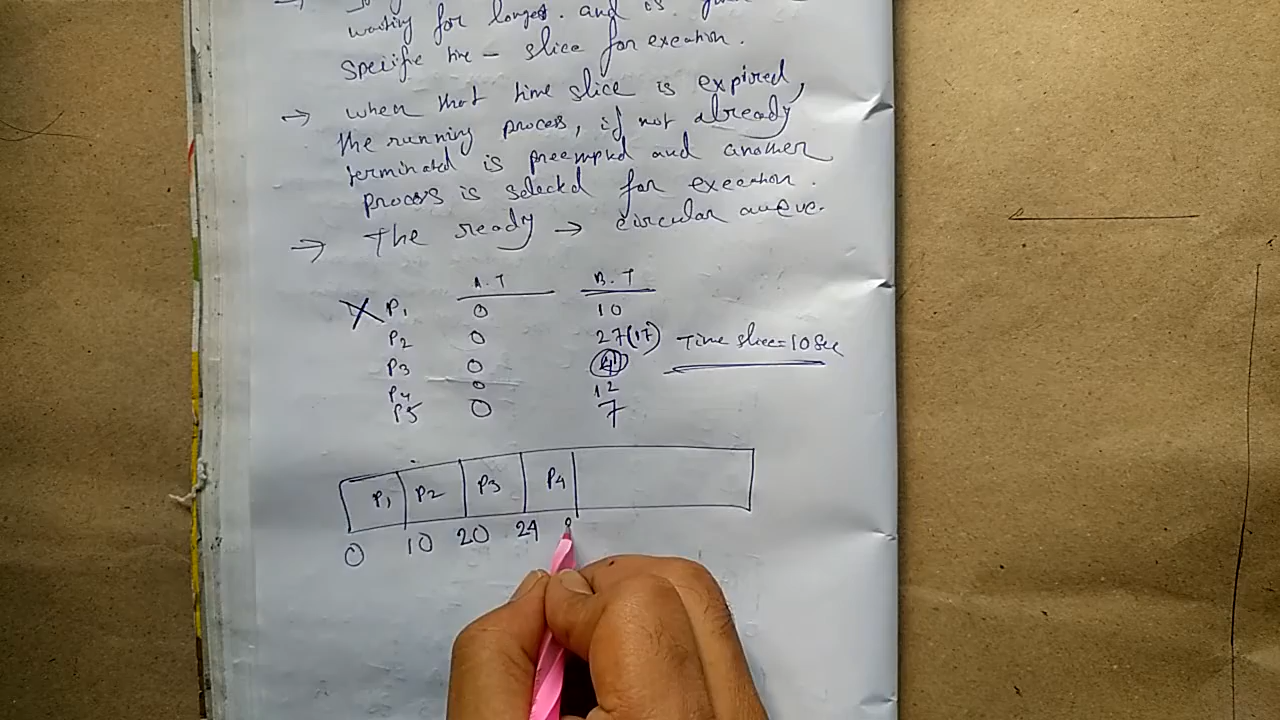 waiting for longest. and is
specific time - slice for execution.
→ when that time slice is expired,
the running process, if not already
terminated is preempted and another
process is selected for execution.
→ The ready → circular queue.
A.T B.T
P1 0 10
P2 0 27(17) Time slice=10 Sec
P3 0
P4 0 12
P5 0 7
P1 P2 P3 P4
0 10 20 24